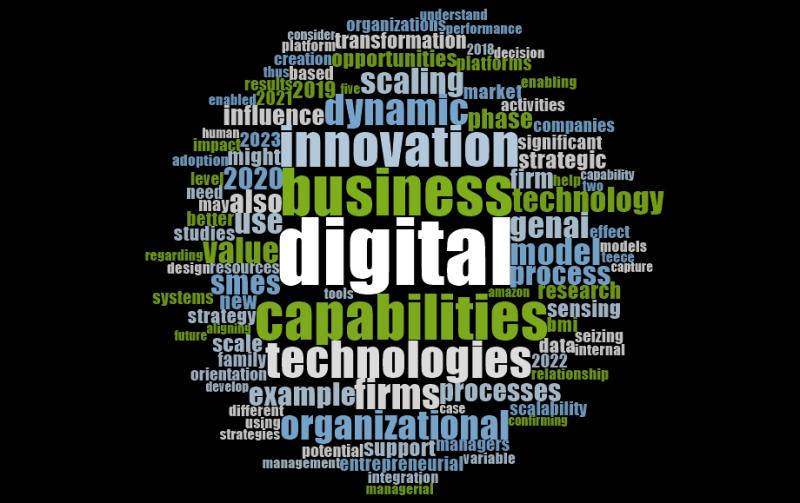 understand
organizations performance
consider transformation 2018 decision
platform
creation opportunities platforms
thus based scaling enabling
results 2019 five market
enabled 2021 dynamic activities
influence phase companies
human 2023 innovation significant
impact might strategic
adoption firm capability
level 2020 business help two
need technology
may also
better use digital genai effect
studies model models
regarding value teece
design resources process capture
smes tools amazon research
systems new capabilities sensing
strategy bmi
aligning seizing
future scale technologies data internal
family 2022
orientation relationship
develop example firms processes
different case scalability
using organizational confirming
strategies managers
potential support
management entrepreneurial variable
integration
managerial